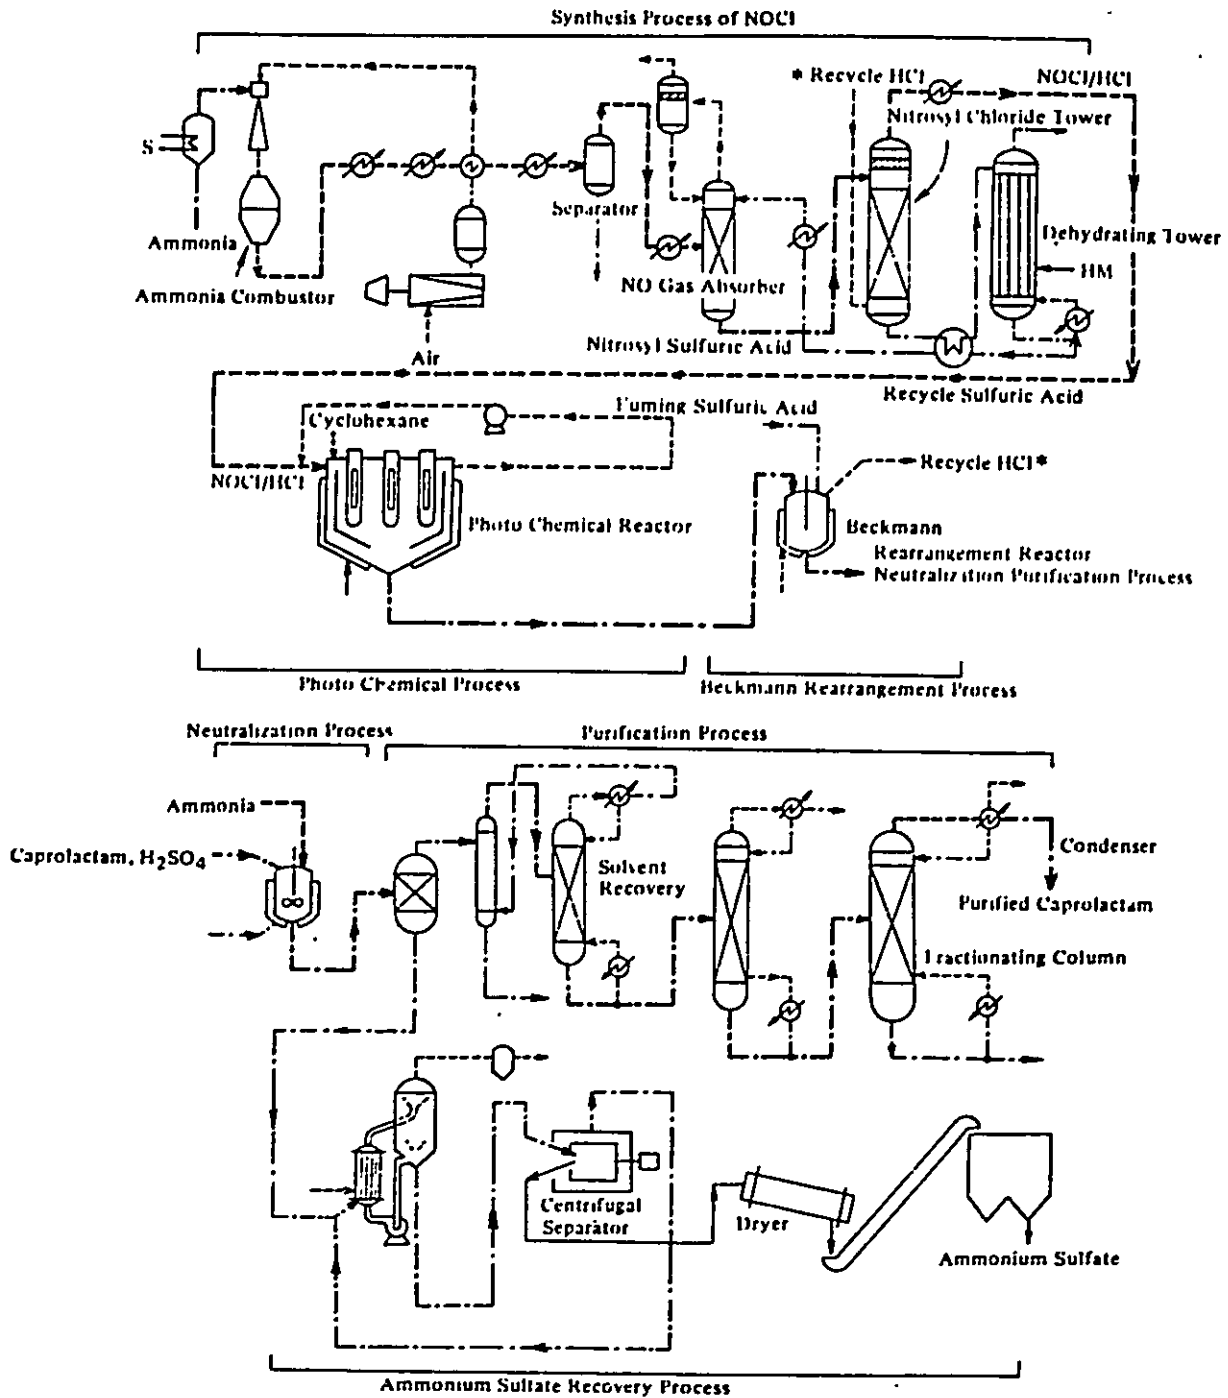 Synthesis Process of NOCl
* Recycle HCl
NOCl/HCl
Nitrosyl Chloride Tower
S
Separator
Ammonia
Dehydrating Tower
HM
Ammonia Combustor
NO Gas Absorber
Nitrosyl Sulfuric Acid
Air
Recycle Sulfuric Acid
Fuming Sulfuric Acid
Cyclohexane
NOCl/HCl
Recycle HCl*
Photo Chemical Reactor
Beckmann
Rearrangement Reactor
Neutralization Purification Process
Photo Chemical Process
Beckmann Rearrangement Process
Neutralization Process
Purification Process
Ammonia
Caprolactam, H2SO4
Solvent
Recovery
Condenser
Purified Caprolactam
Fractionating Column
Centrifugal
Separator
Dryer
Ammonium Sulfate
Ammonium Sulfate Recovery Process